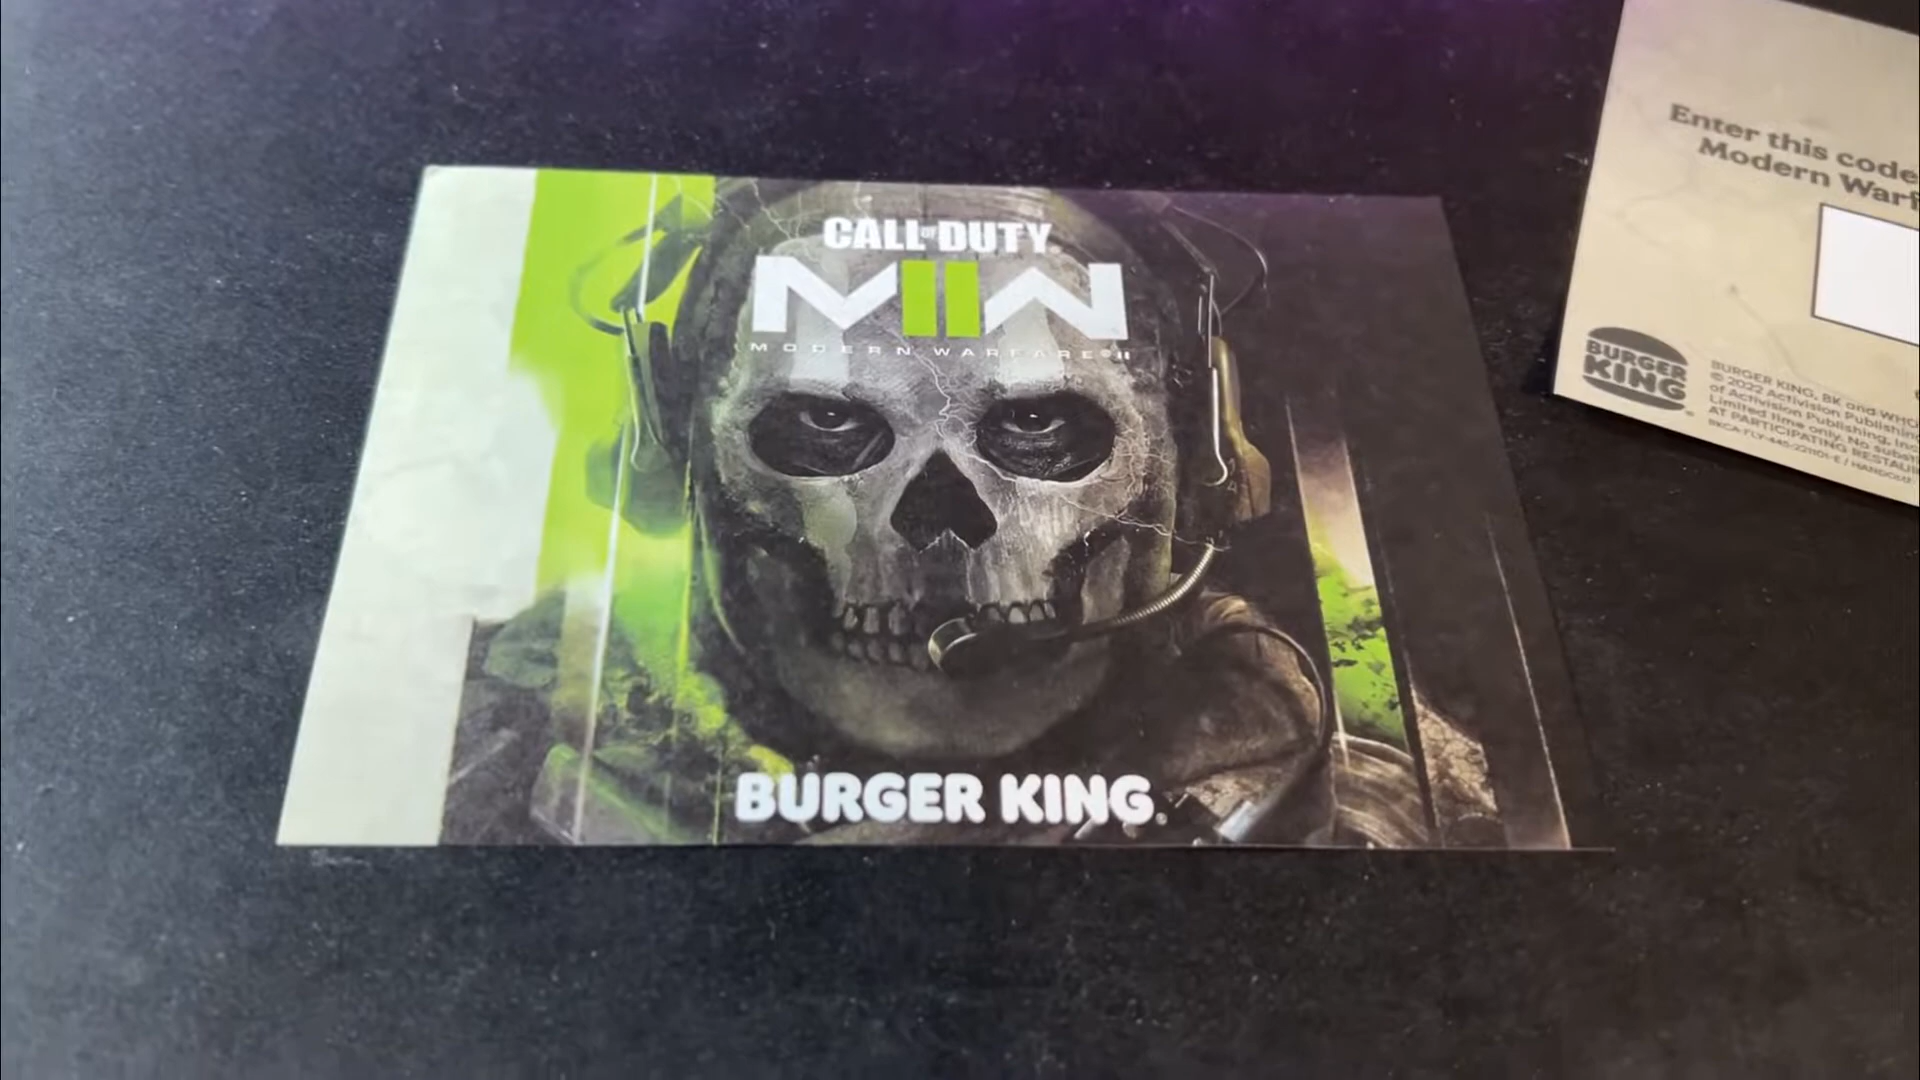 CALL OF DUTY
MIIW
MODERN WARFARE II
BURGER KING
Enter this code
Modern Warf
BURGER
KING
BURGER KING, BK and WHO
© 2022 Activision Publishing
of Activision Publishing, Inc
Limited time only. No subst
AT PARTICIPATING RESTAU